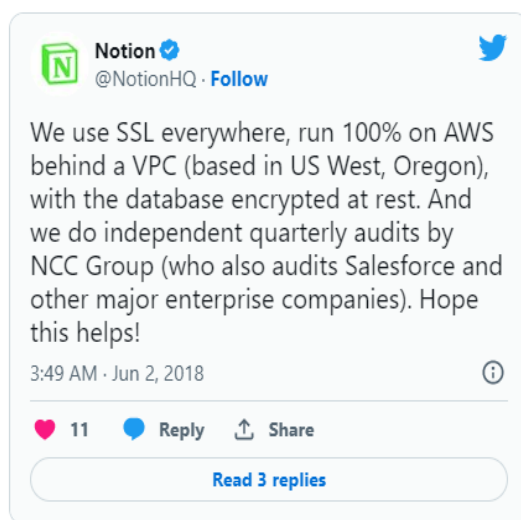 N
Notion
@NotionHQ · Follow
We use SSL everywhere, run 100% on AWS
behind a VPC (based in US West, Oregon),
with the database encrypted at rest. And
we do independent quarterly audits by
NCC Group (who also audits Salesforce and
other major enterprise companies). Hope
this helps!
3:49 AM · Jun 2, 2018
11 Reply Share
Read 3 replies